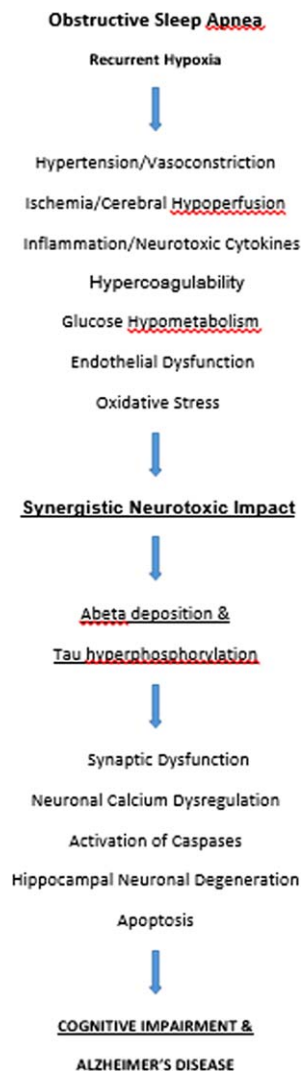 Obstructive Sleep Apnea
Recurrent Hypoxia
Hypertension/Vasoconstriction
Ischemia/Cerebral Hypoperfusion
Inflammation/Neurotoxic Cytokines
Hypercoagulability
Glucose Hypometabolism
Endothelial Dysfunction
Oxidative Stress
Synergistic Neurotoxic Impact
Abeta deposition &
Tau hyperphosphorylation
Synaptic Dysfunction
Neuronal Calcium Dysregulation
Activation of Caspases
Hippocampal Neuronal Degeneration
Apoptosis
COGNITIVE IMPAIRMENT &
ALZHEIMER'S DISEASE